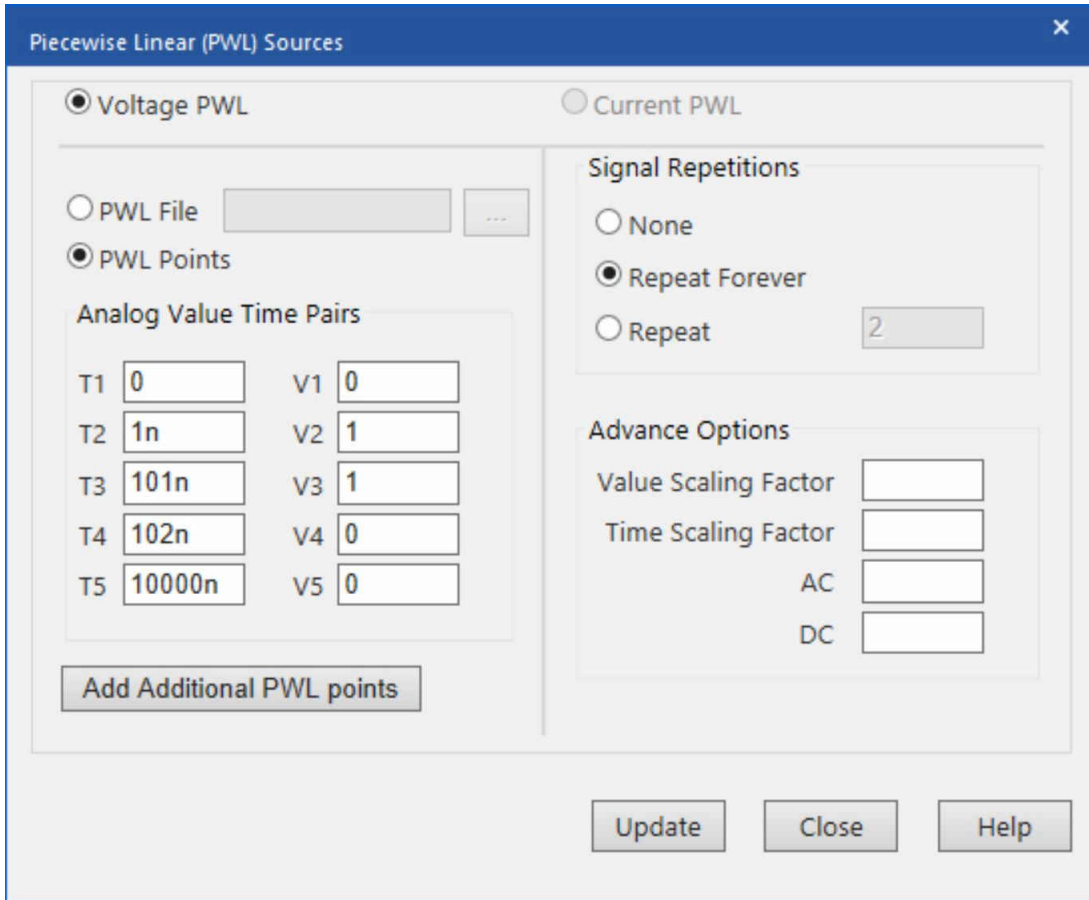 Piecewise Linear (PWL) Sources
×
Voltage PWL
Current PWL
PWL File
...
PWL Points
Analog Value Time Pairs
T1 0 V1 0
T2 1n V2 1
T3 101n V3 1
T4 102n V4 0
T5 10000n V5 0
Add Additional PWL points
Signal Repetitions
None
Repeat Forever
Repeat 2
Advance Options
Value Scaling Factor
Time Scaling Factor
AC
DC
Update Close Help